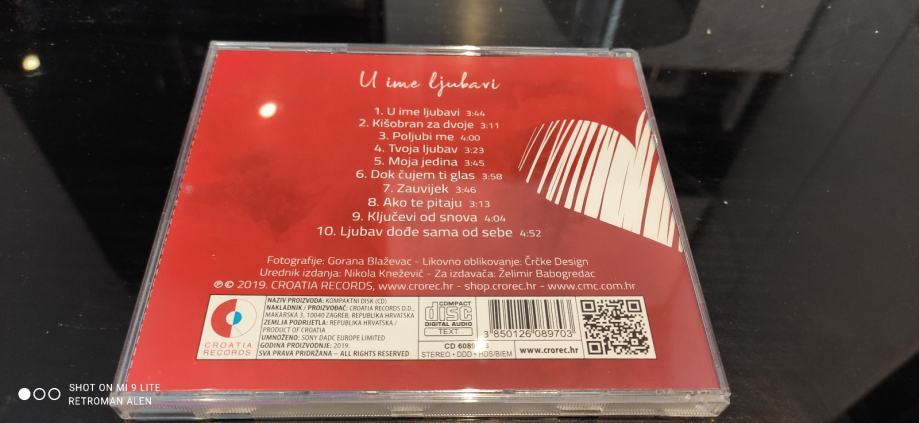 U ime ljubavi
1. U ime ljubavi 3:44
2. Kišobran za dvoje 3:11
3. Poljubi me 4:00
4. Tvoja ljubav 3:23
5. Moja jedina 3:45
6. Dok čujem ti glas 3:58
7. Zauvijek 3:46
8. Ako te pitaju 3:13
9. Ključevi od snova 4:04
10. Ljubav dođe sama od sebe 4:52
Fotografije: Gorana Blaževac - Likovno oblikovanje: Črčke Design
Urednik izdanja: Nikola Knežević - Za izdavača: Želimir Babogredac
℗© 2019. CROATIA RECORDS, www.crorec.hr - shop.crorec.hr - www.cmc.com.hr
CROATIA
RECORDS
NAZIV PROIZVODA: KOMPAKTNI DISK (CD)
NAKLADNIK / PROIZVOĐAČ: CROATIA RECORDS D.D.,
MAKARSKA 3, 10040 ZAGREB, REPUBLIKA HRVATSKA
ZEMLJA PODRIJETLA: REPUBLIKA HRVATSKA /
PRODUCT OF CROATIA
UMNOŽENO: SONY DADC EUROPE LIMITED
GODINA PROIZVODNJE: 2019.
SVA PRAVA PRIDRŽANA – ALL RIGHTS RESERVED
COMPACT
disc
DIGITAL AUDIO
TEXT
3 850126 089703
CD
STEREO • DDD • HDS/BIEM
www.crorec.hr
SHOT ON MI 9 LITE
RETROMAN ALEN